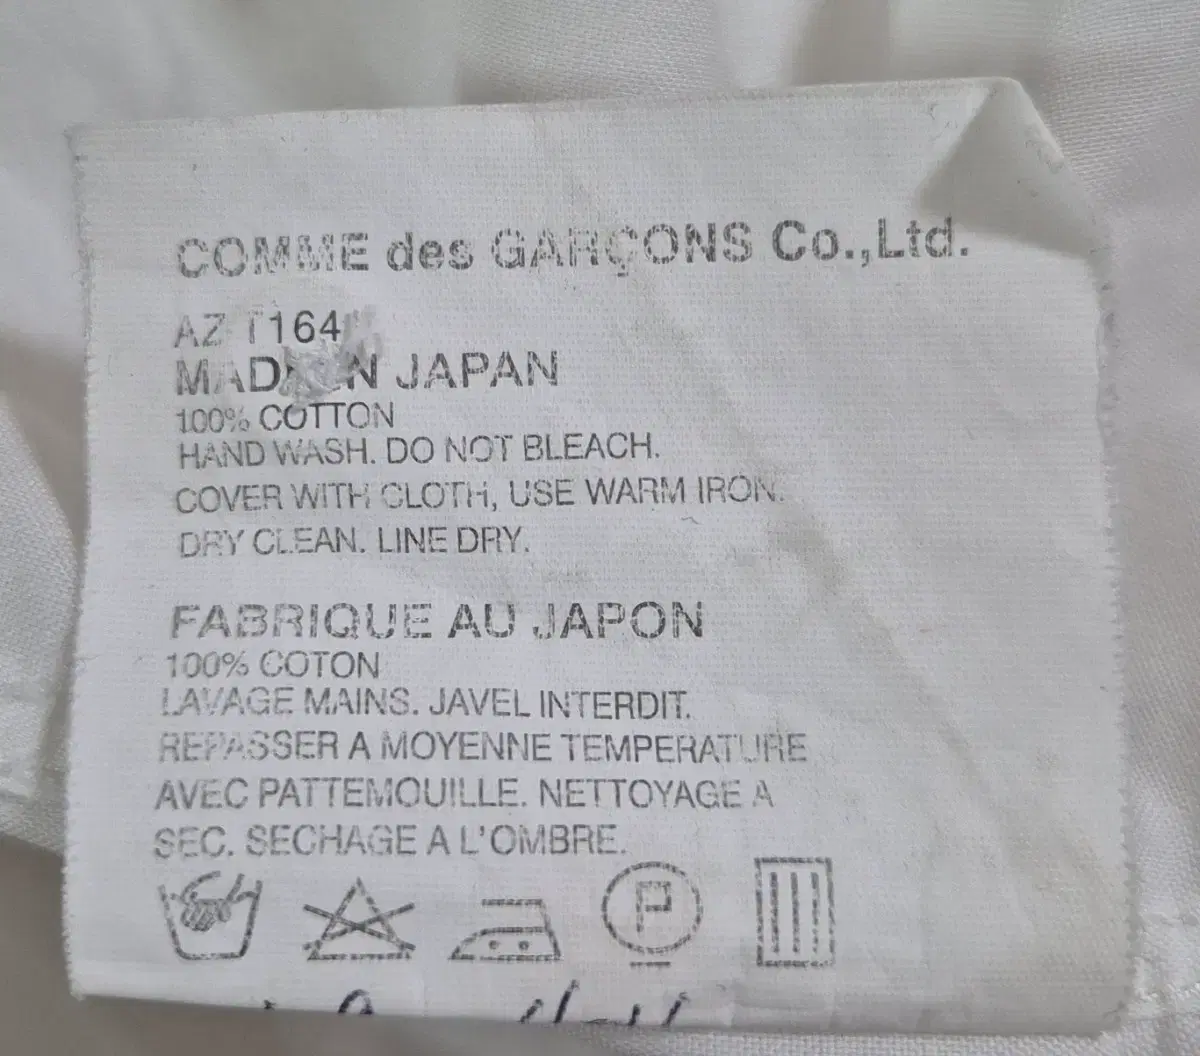 COMME des GARÇONS Co.,Ltd.
AZ T164
MADE IN JAPAN
100% COTTON
HAND WASH. DO NOT BLEACH.
COVER WITH CLOTH, USE WARM IRON.
DRY CLEAN. LINE DRY.
FABRIQUE AU JAPON
100% COTON
LAVAGE MAINS. JAVEL INTERDIT.
REPASSER A MOYENNE TEMPERATURE
AVEC PATTEMOUILLE. NETTOYAGE A
SEC. SECHAGE A L'OMBRE.
P